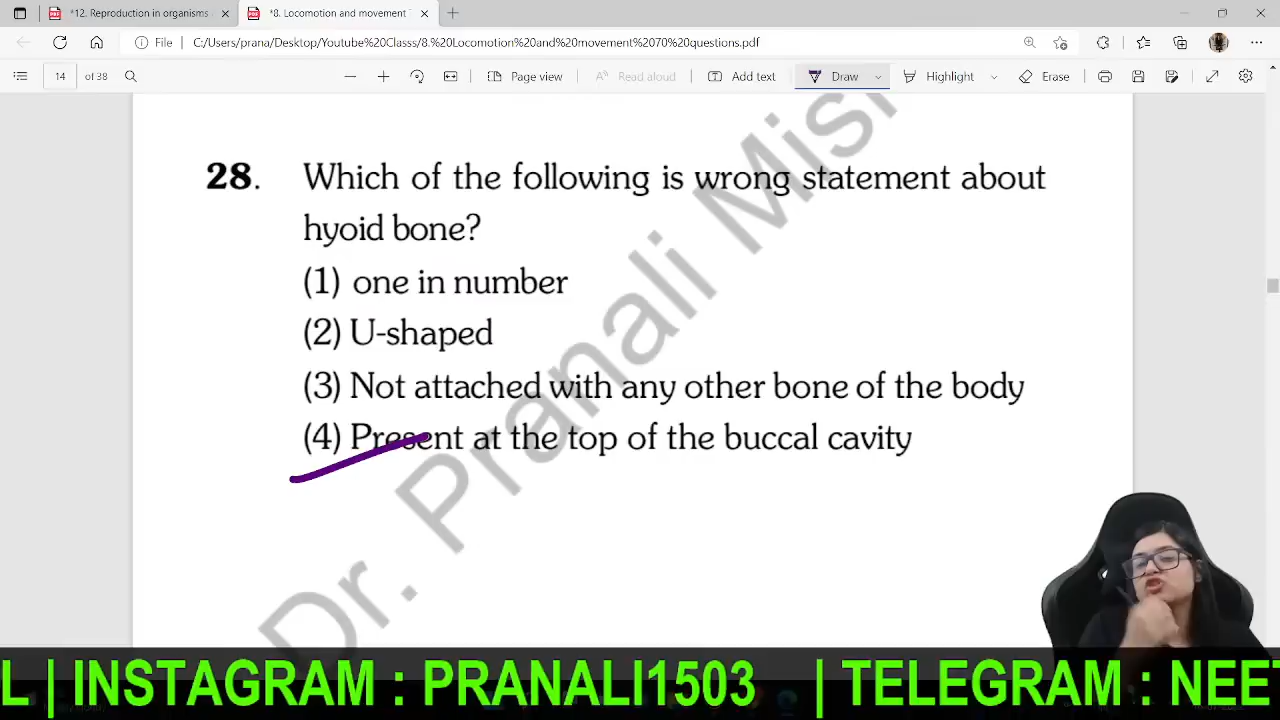 *12. Reproduction in organisms
*8. Locomotion and movement
File
C:/Users/prana/Desktop/Youtube%20Classs/8.%20Locomotion%20and%20movement%2070%20questions.pdf
14 of 38
Page view
Read aloud
Add text
Draw
Highlight
Erase
28. Which of the following is wrong statement about
hyoid bone?
(1) one in number
(2) U-shaped
(3) Not attached with any other bone of the body
(4) Present at the top of the buccal cavity
Dr. Pranali Misr
L | INSTAGRAM : PRANALI1503 | TELEGRAM : NEE